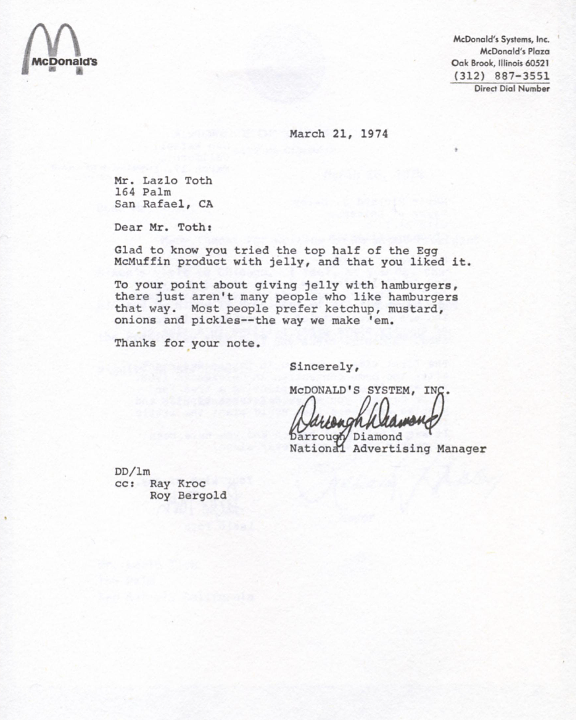 McDonald's
McDonald's Systems, Inc.
McDonald's Plaza
Oak Brook, Illinois 60521
(312) 887-3551
Direct Dial Number
March 21, 1974
Mr. Lazlo Toth
164 Palm
San Rafael, CA
Dear Mr. Toth:
Glad to know you tried the top half of the Egg
McMuffin product with jelly, and that you liked it.
To your point about giving jelly with hamburgers,
there just aren't many people who like hamburgers
that way.  Most people prefer ketchup, mustard,
onions and pickles--the way we make 'em.
Thanks for your note.
Sincerely,
McDONALD'S SYSTEM, INC.
Darrough Diamond
Darrough Diamond
National Advertising Manager
DD/lm
cc:  Ray Kroc
Roy Bergold